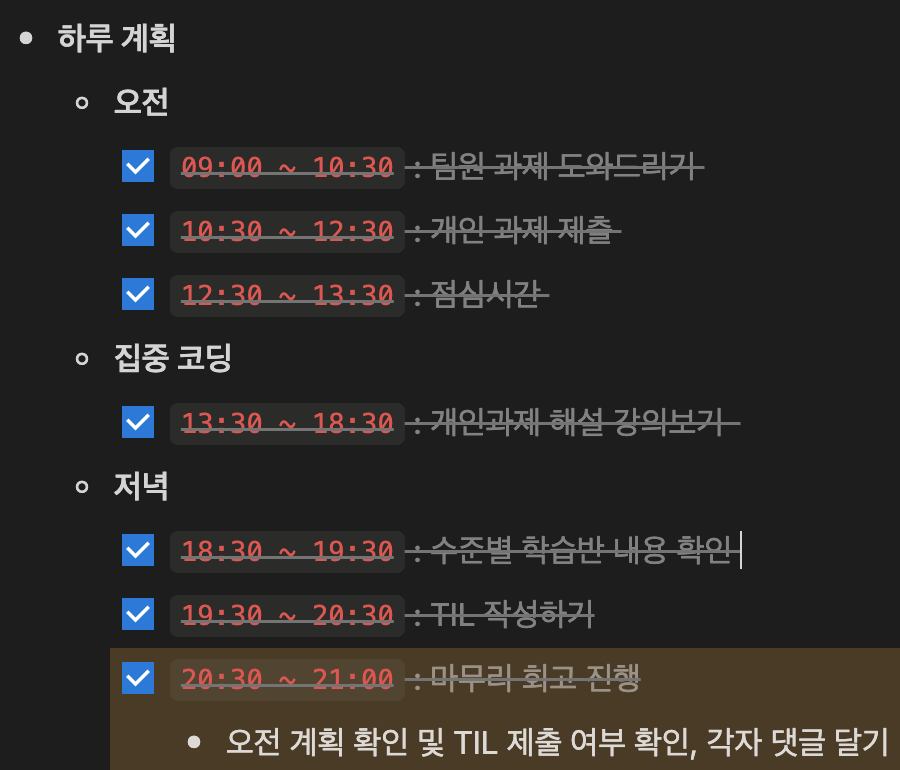 하루 계획
오전
09:00 ~ 10:30 : 팀원 과제 도와드리기
10:30 ~ 12:30 : 개인 과제 제출
12:30 ~ 13:30 : 점심시간
집중 코딩
13:30 ~ 18:30 : 개인과제 해설 강의보기
저녁
18:30 ~ 19:30 : 수준별 학습반 내용 확인
19:30 ~ 20:30 : TIL 작성하기
20:30 ~ 21:00 : 마무리 회고 진행
오전 계획 확인 및 TIL 제출 여부 확인, 각자 댓글 달기